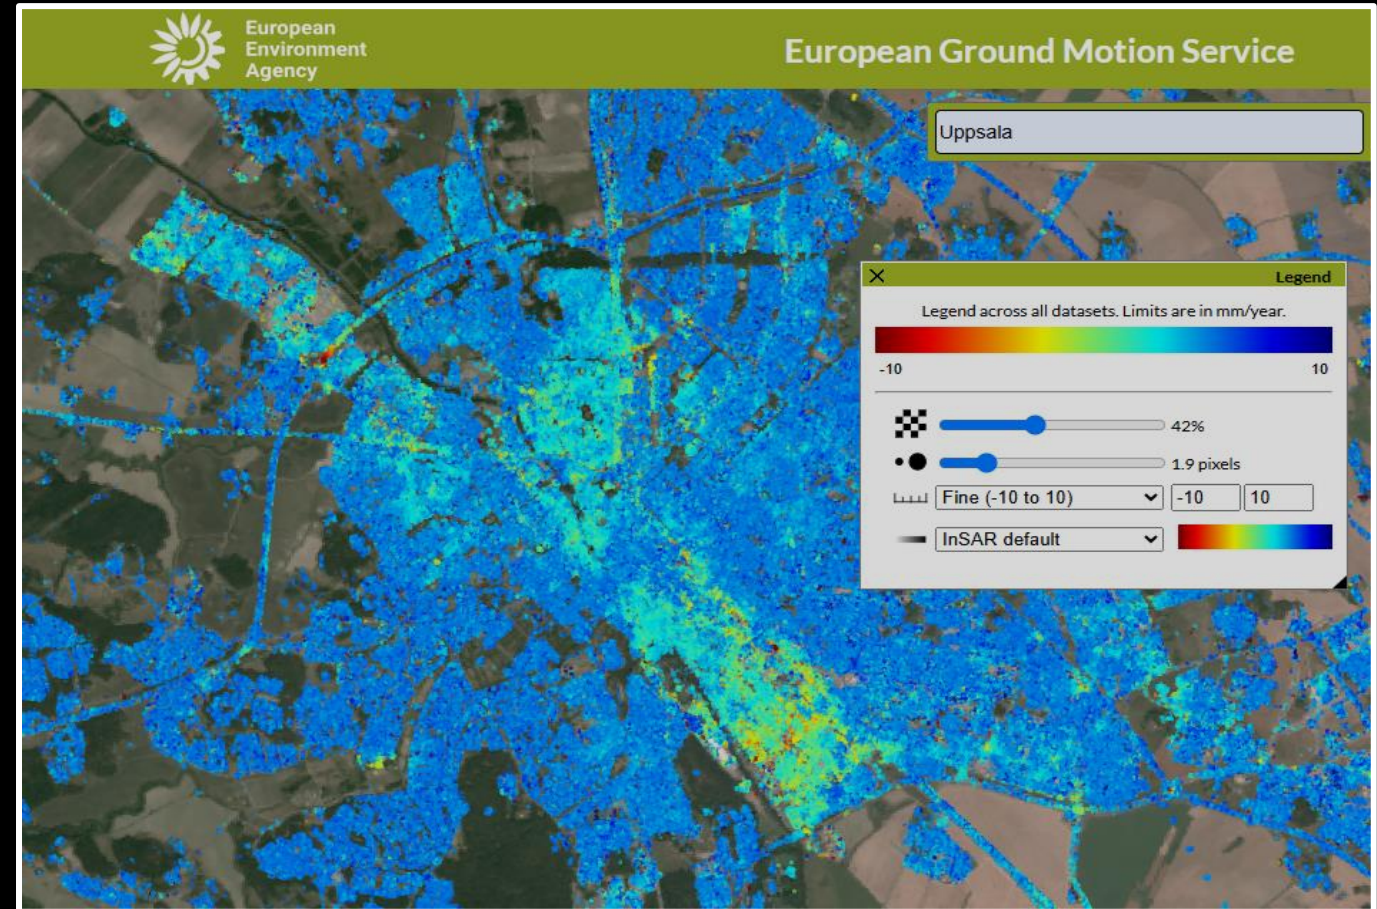 European
Environment
Agency
European Ground Motion Service
Uppsala
Legend
Legend across all datasets. Limits are in mm/year.
-10 10
42%
1.9 pixels
Fine (-10 to 10) -10 10
InSAR default